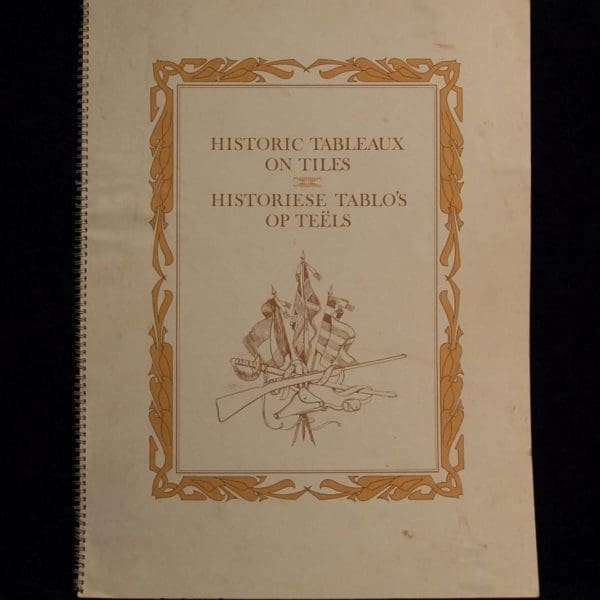 HISTORIC TABLEAUX
ON TILES
HISTORIESE TABLO'S
OP TEËLS